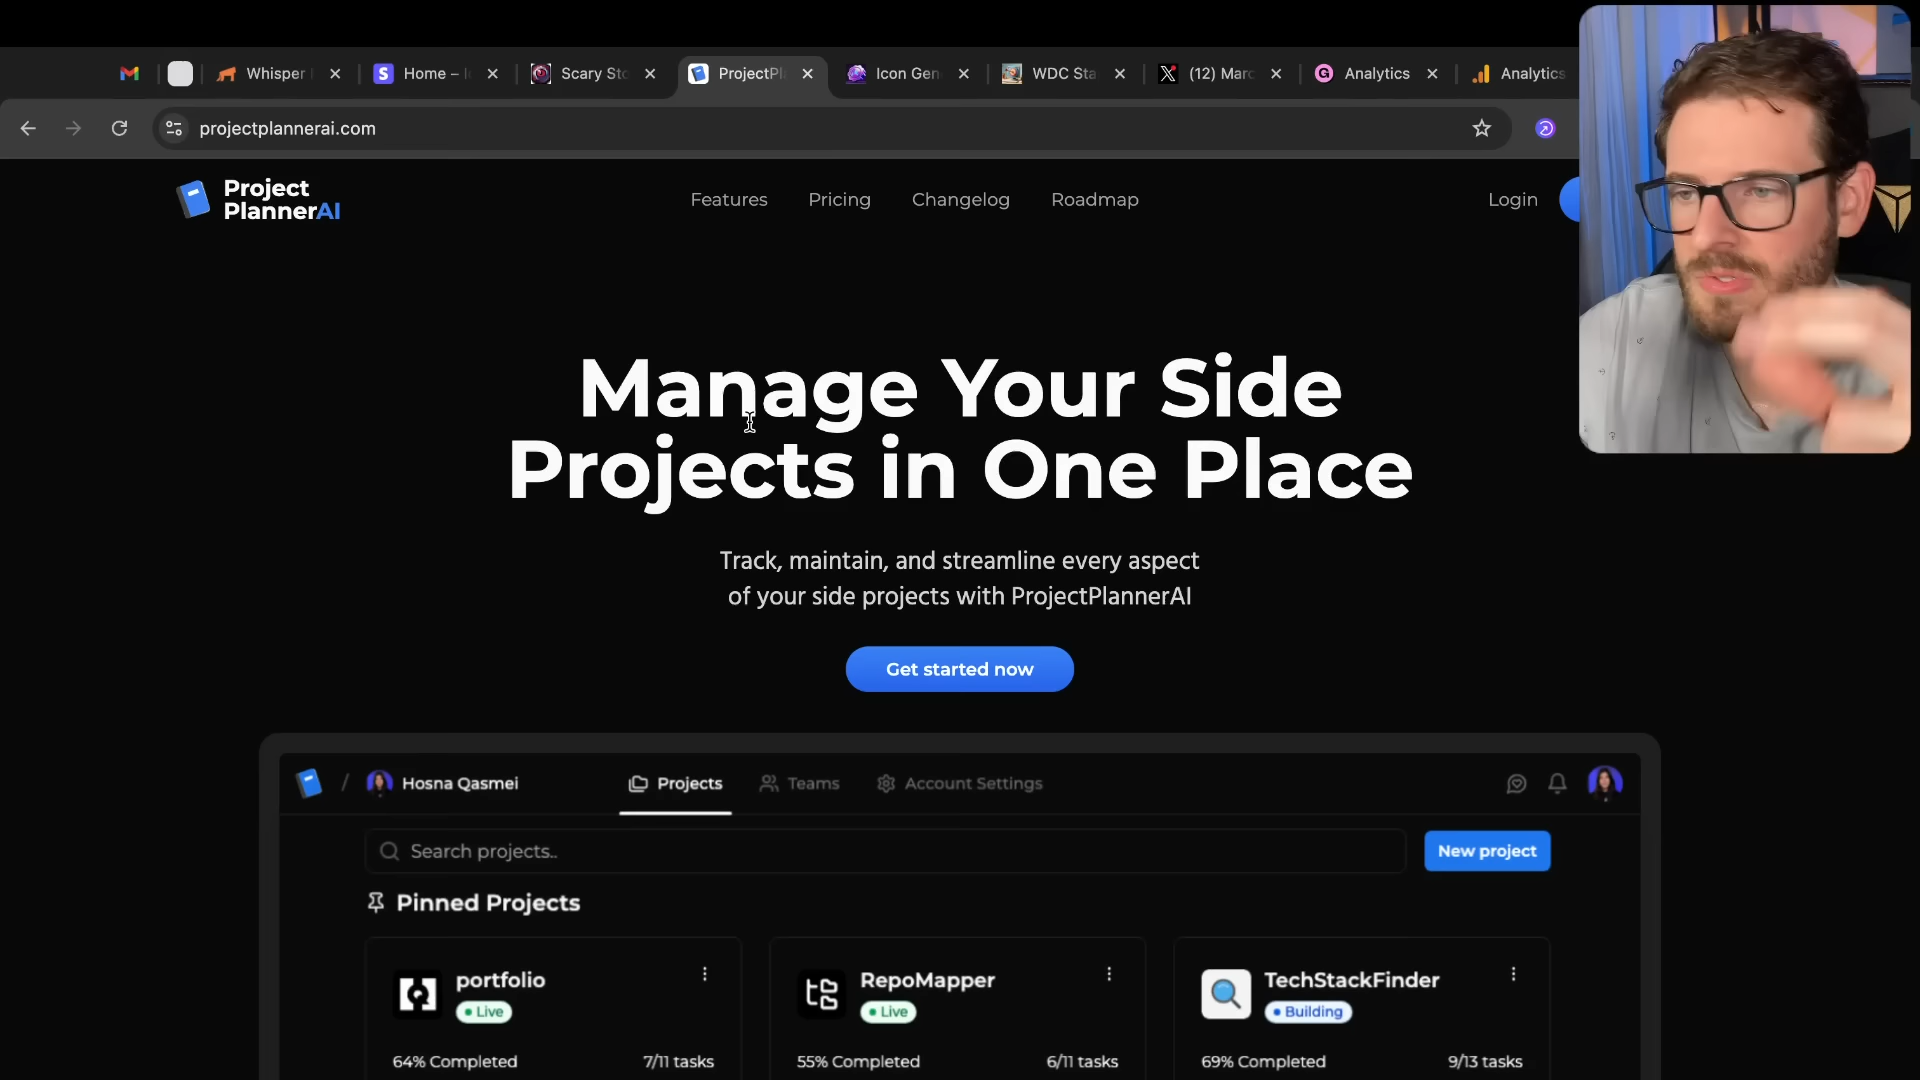 Whisper
Home –
Scary Sto
ProjectPl
Icon Gen
WDC Sta
(12) Marc
Analytics
Analytics
projectplannerai.com
Project
PlannerAI
Features
Pricing
Changelog
Roadmap
Login
Manage Your Side
Projects in One Place
Track, maintain, and streamline every aspect
of your side projects with ProjectPlannerAI
Get started now
/ Hosna Qasmei
Projects
Teams
Account Settings
Search projects..
New project
Pinned Projects
portfolio
Live
64% Completed
7/11 tasks
RepoMapper
Live
55% Completed
6/11 tasks
TechStackFinder
Building
69% Completed
9/13 tasks